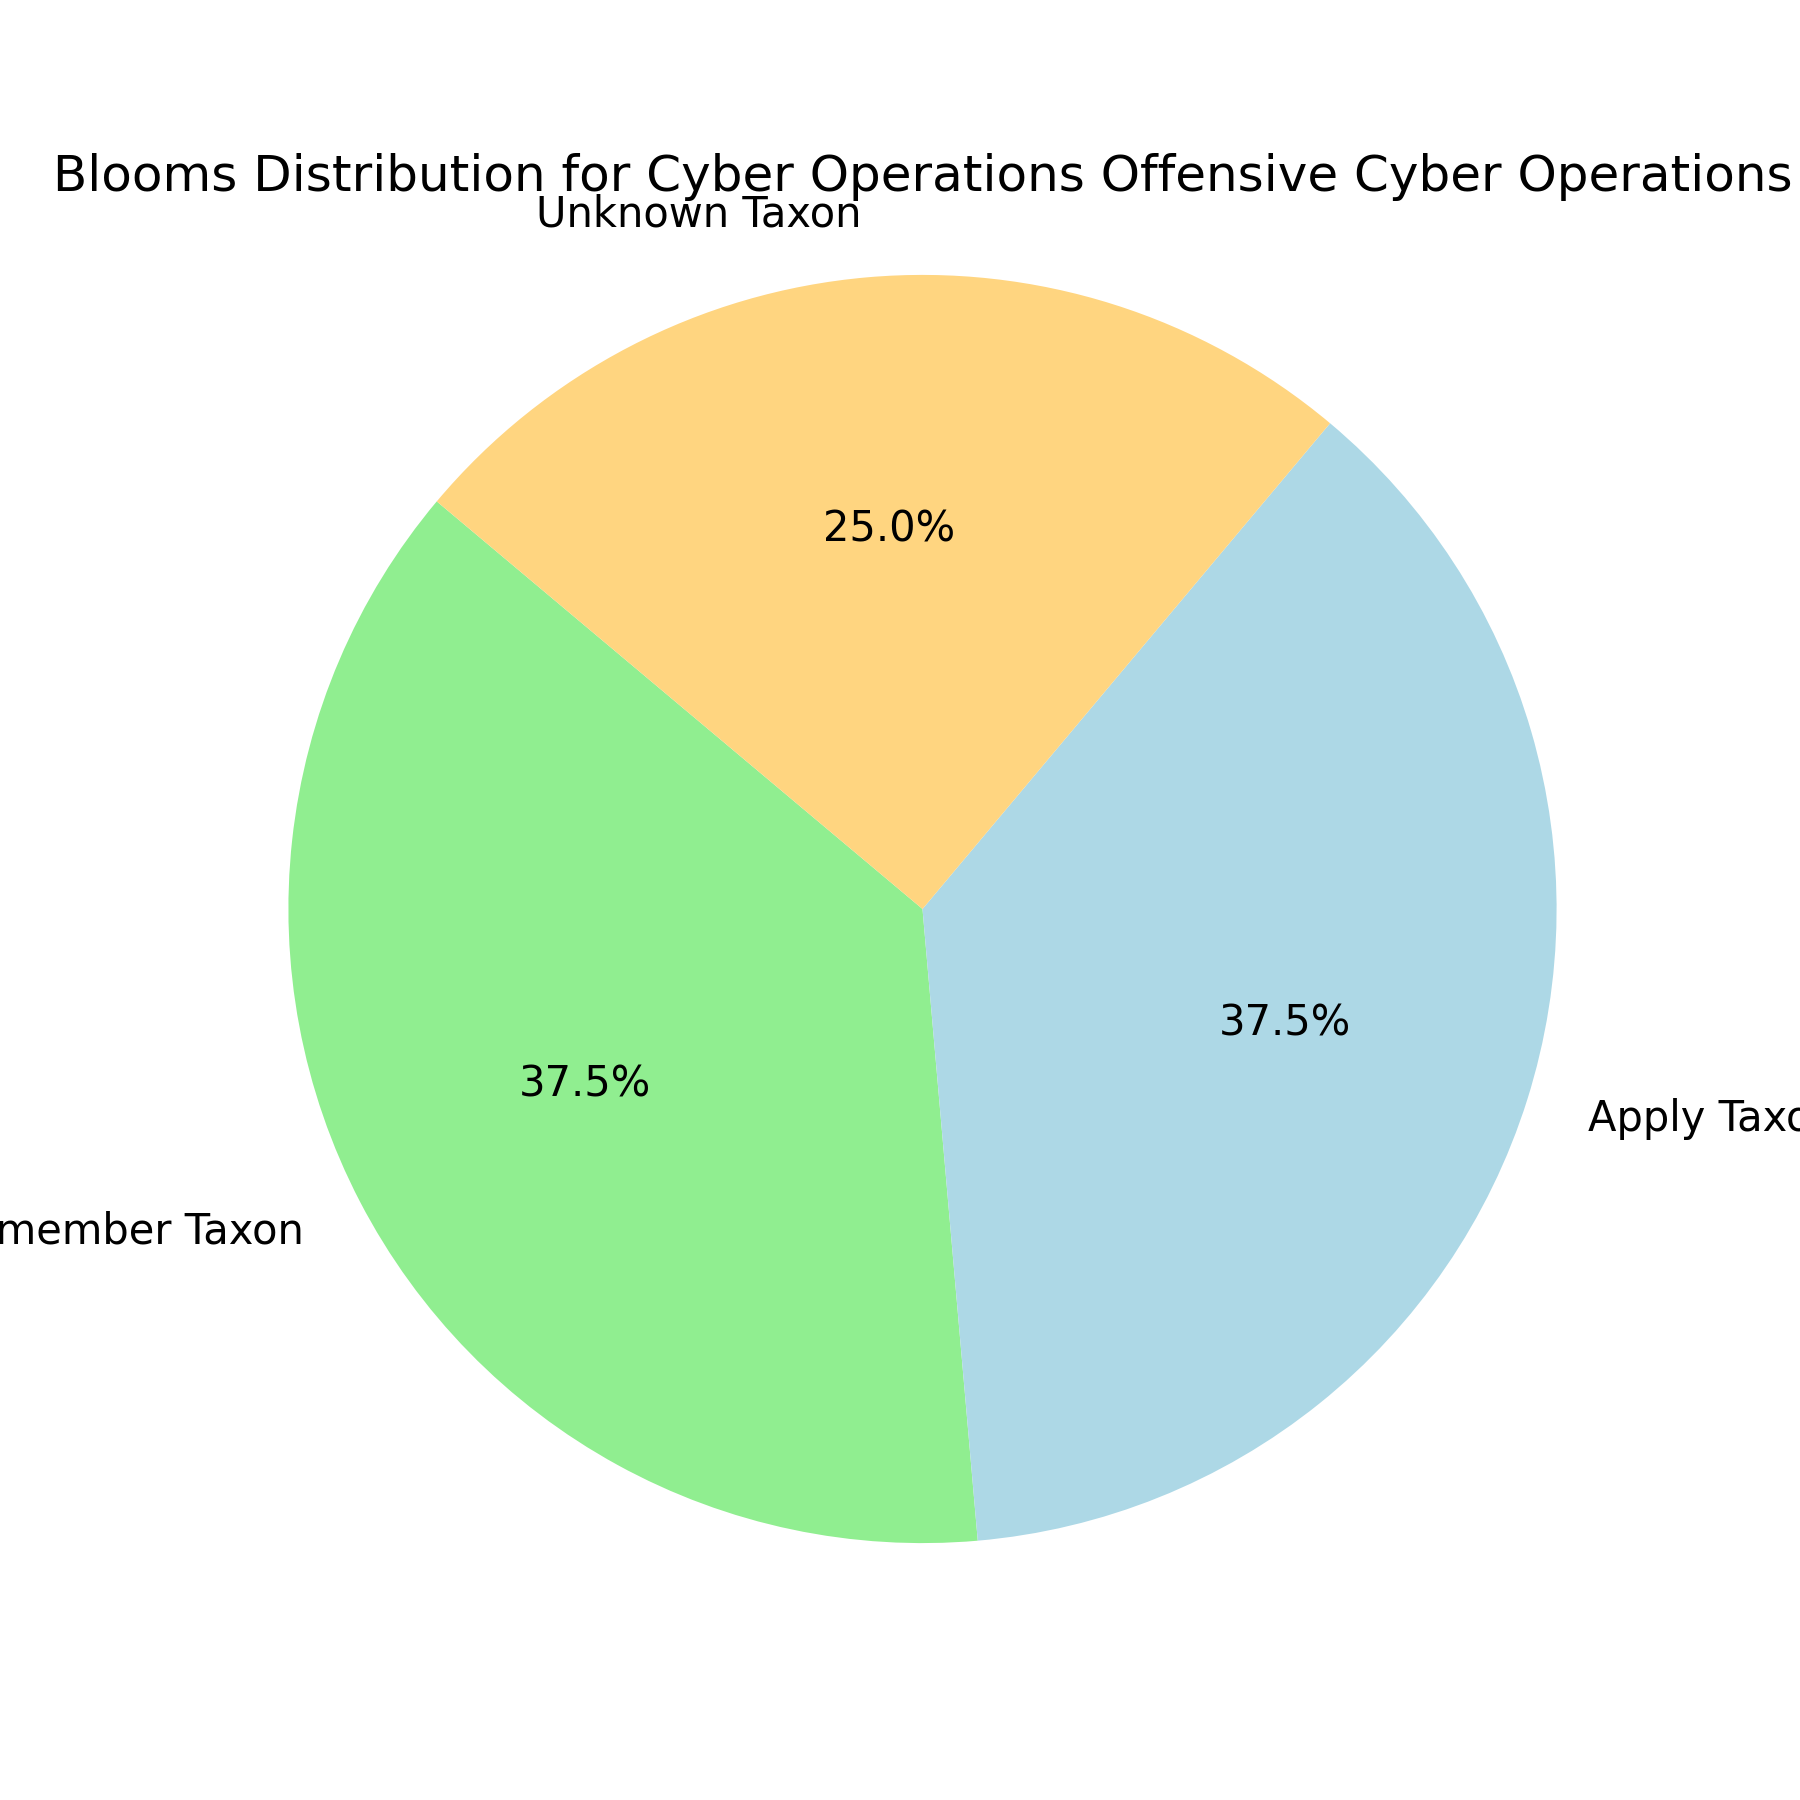 Blooms Distribution for Cyber Operations Offensive Cyber Operations
Unknown Taxon
25.0%
37.5%
37.5%
Apply Taxo
member Taxon